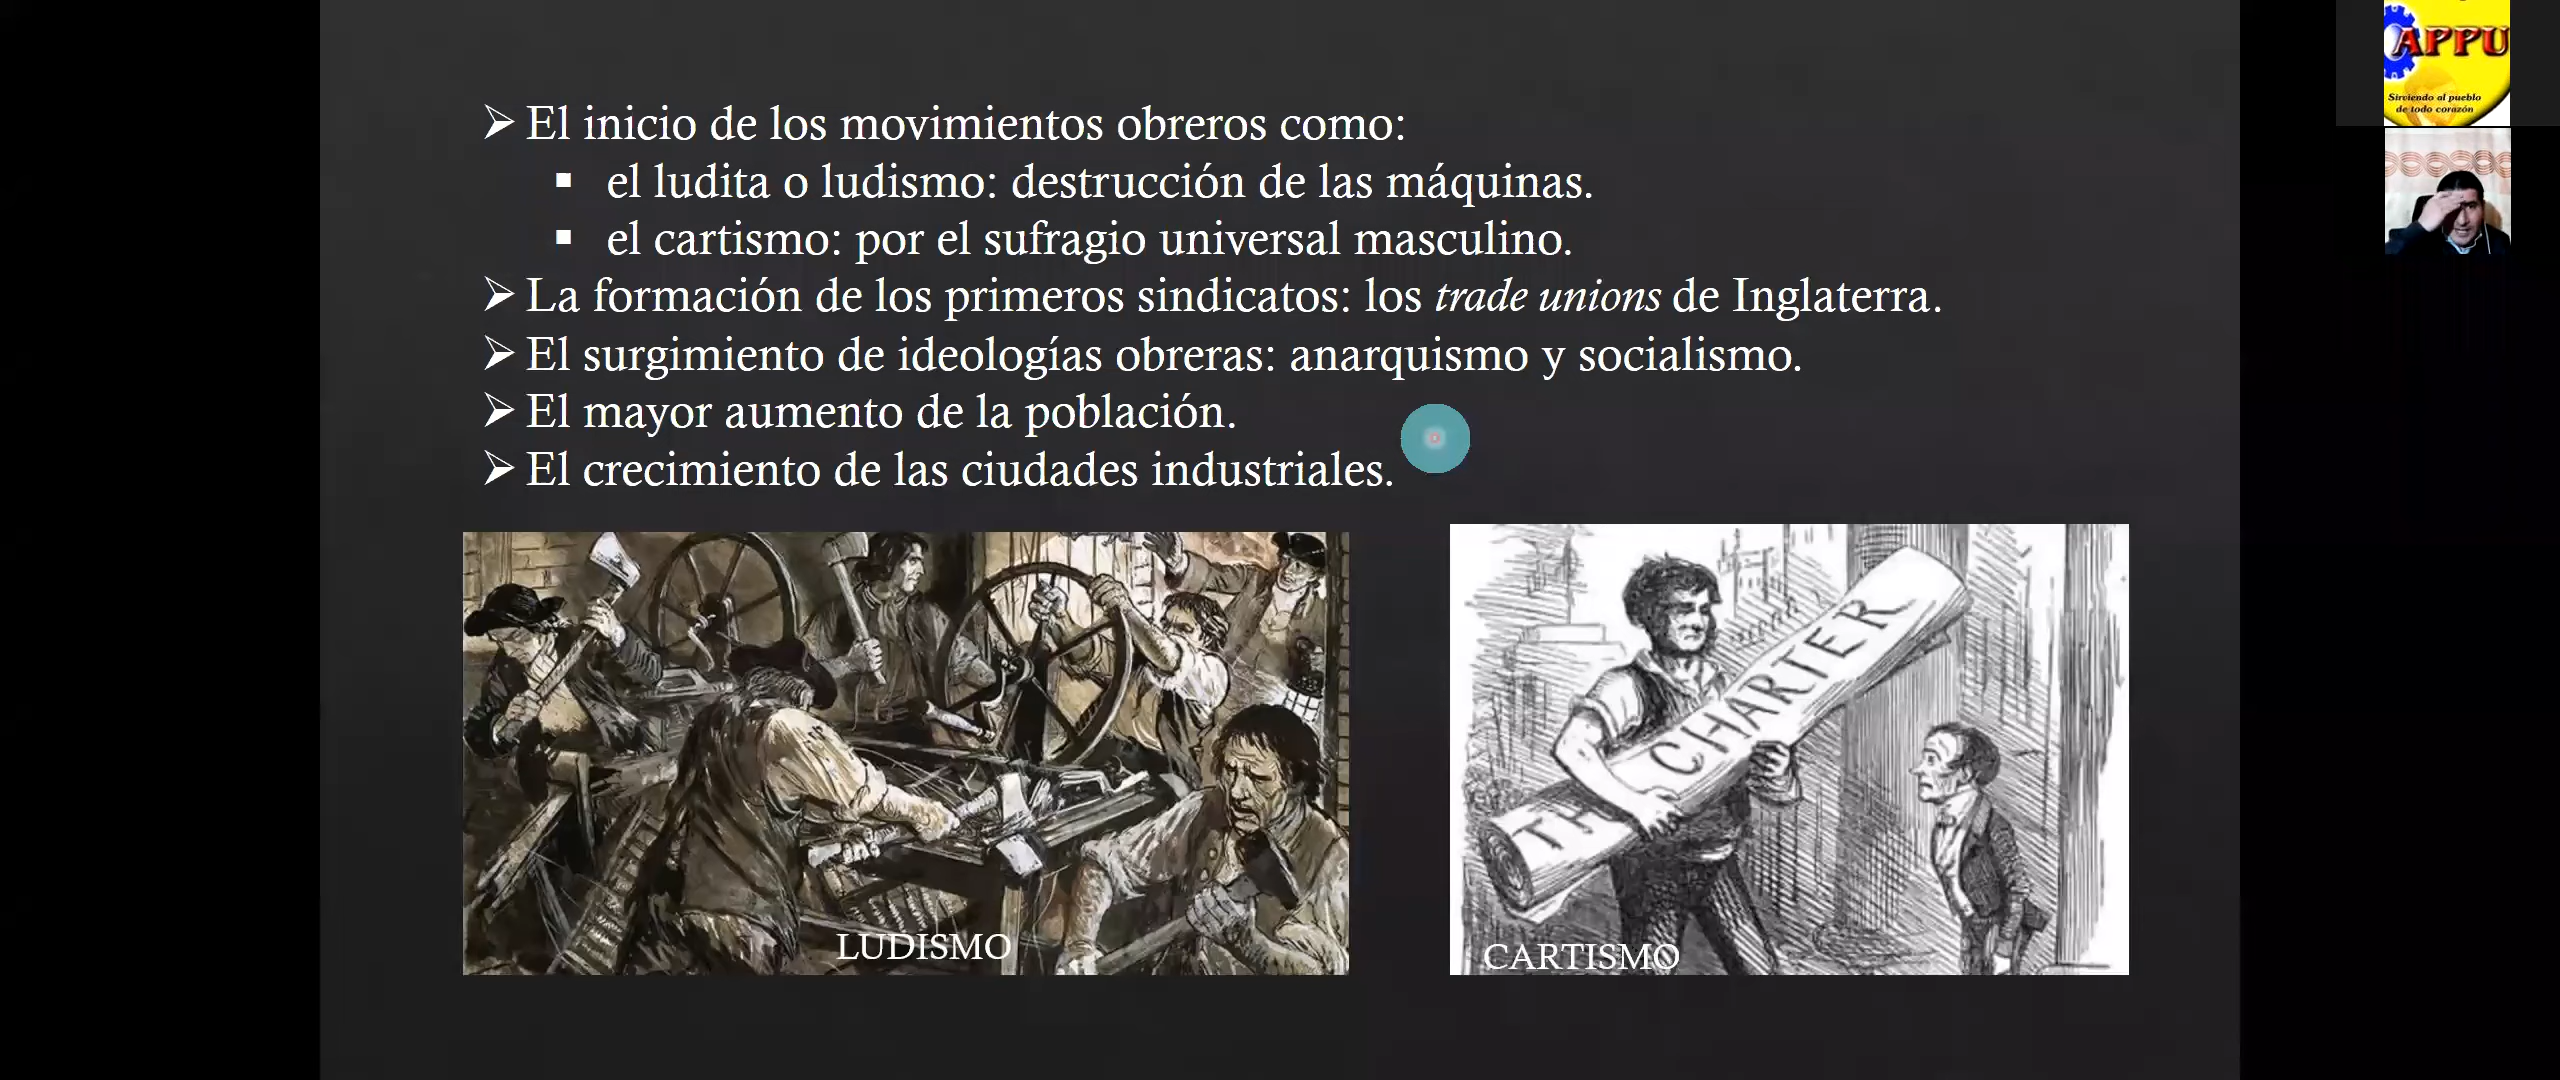 ➢ El inicio de los movimientos obreros como:
▪ el ludita o ludismo: destrucción de las máquinas.
▪ el cartismo: por el sufragio universal masculino.
➢ La formación de los primeros sindicatos: los trade unions de Inglaterra.
➢ El surgimiento de ideologías obreras: anarquismo y socialismo.
➢ El mayor aumento de la población.
➢ El crecimiento de las ciudades industriales.
CHARTER
LUDISMO
CARTISMO
CAPPU
Sirviendo al pueblo
de todo corazón